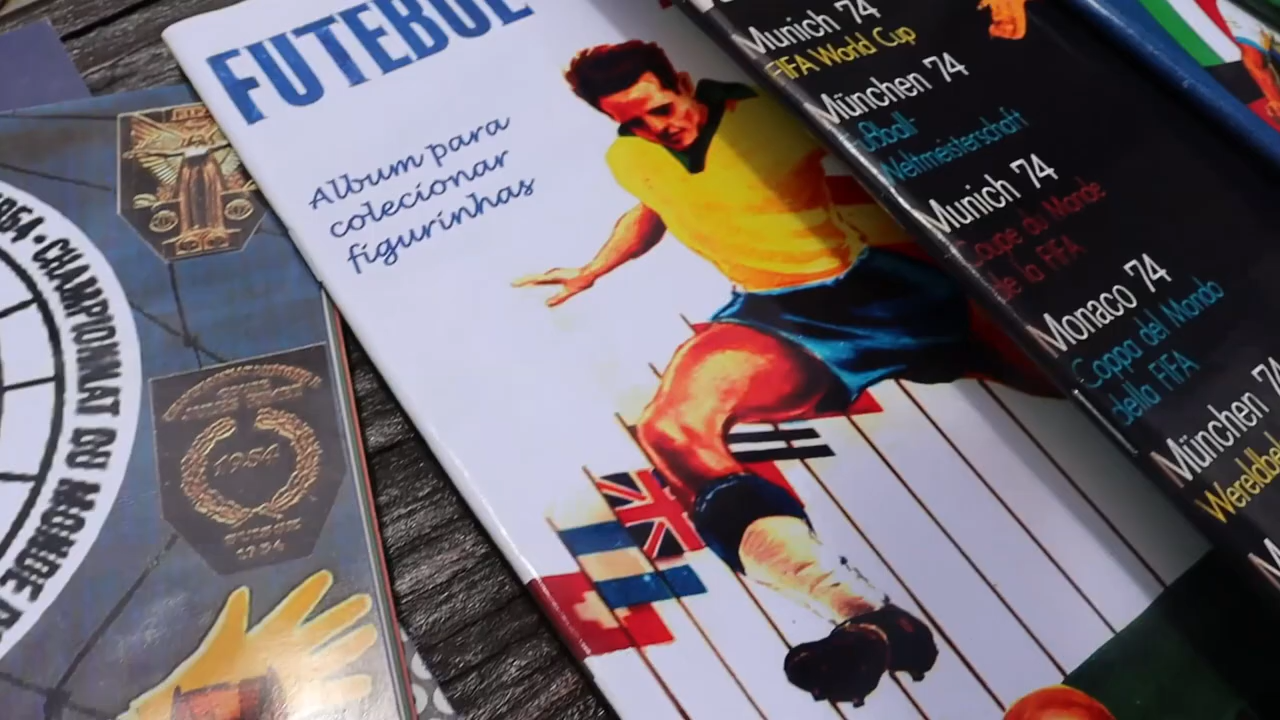 FUTEBOL
Album para
colecionar
figurinhas
Munich 74
FIFA World Cup
München 74
Fußball-
Weltmeisterschaft
Munich 74
Coupe du Monde
de la FIFA
Monaco 74
Coppa del Mondo
della FIFA
München 74
1954 • CHAMPIONNAT DU MONDE
1954
1954